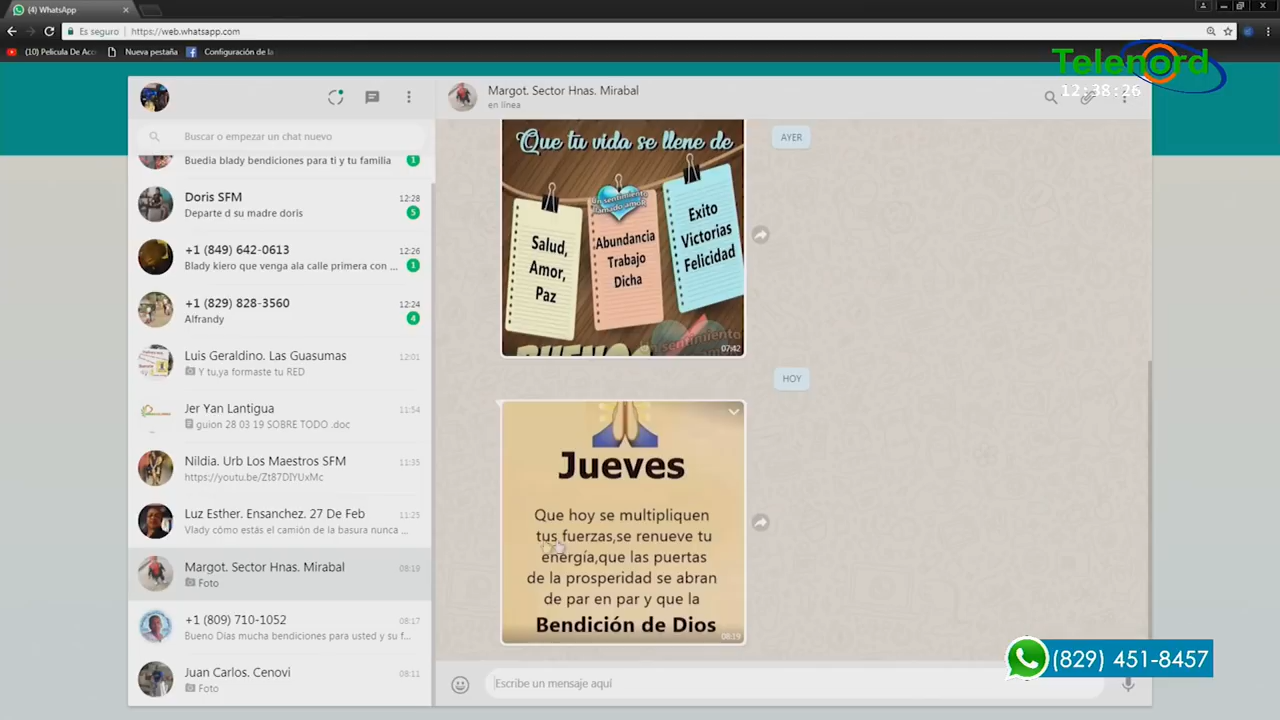 (4) WhatsApp
Es seguro
https://web.whatsapp.com
(10) Pelicula De Acc
Nueva pestaña
Configuración de la
Telenord
12:38:26
Buscar o empezar un chat nuevo
Buedia blady bendiciones para ti y tu familia
1
Doris SFM
12:28
Departe d su madre doris
5
+1 (849) 642-0613
12:26
Blady kiero que venga ala calle primera con ...
1
+1 (829) 828-3560
12:24
Alfrandy
4
Luis Geraldino. Las Guasumas
12:01
Y tu,ya formaste tu RED
Jer Yan Lantigua
11:54
guion 28 03 19 SOBRE TODO .doc
Nildia. Urb Los Maestros SFM
11:35
https://youtu.be/Zt87DIYUxMc
Luz Esther. Ensanchez. 27 De Feb
11:25
Vlady cómo estás el camión de la basura nunca ...
Margot. Sector Hnas. Mirabal
08:19
Foto
+1 (809) 710-1052
08:17
Bueno Dias mucha bendiciones para usted y su f...
Juan Carlos. Cenovi
08:11
Foto
Margot. Sector Hnas. Mirabal
en línea
AYER
Que tu vida se llene de
Un sentimiento
llamado amoR
Salud,
Amor,
Paz
Abundancia
Trabajo
Dicha
Exito
Victorias
Felicidad
Un sentimiento
07:42
HOY
Jueves
Que hoy se multipliquen
tus fuerzas,se renueve tu
energía,que las puertas
de la prosperidad se abran
de par en par y que la
Bendición de Dios
08:19
Escribe un mensaje aquí
(829) 451-8457